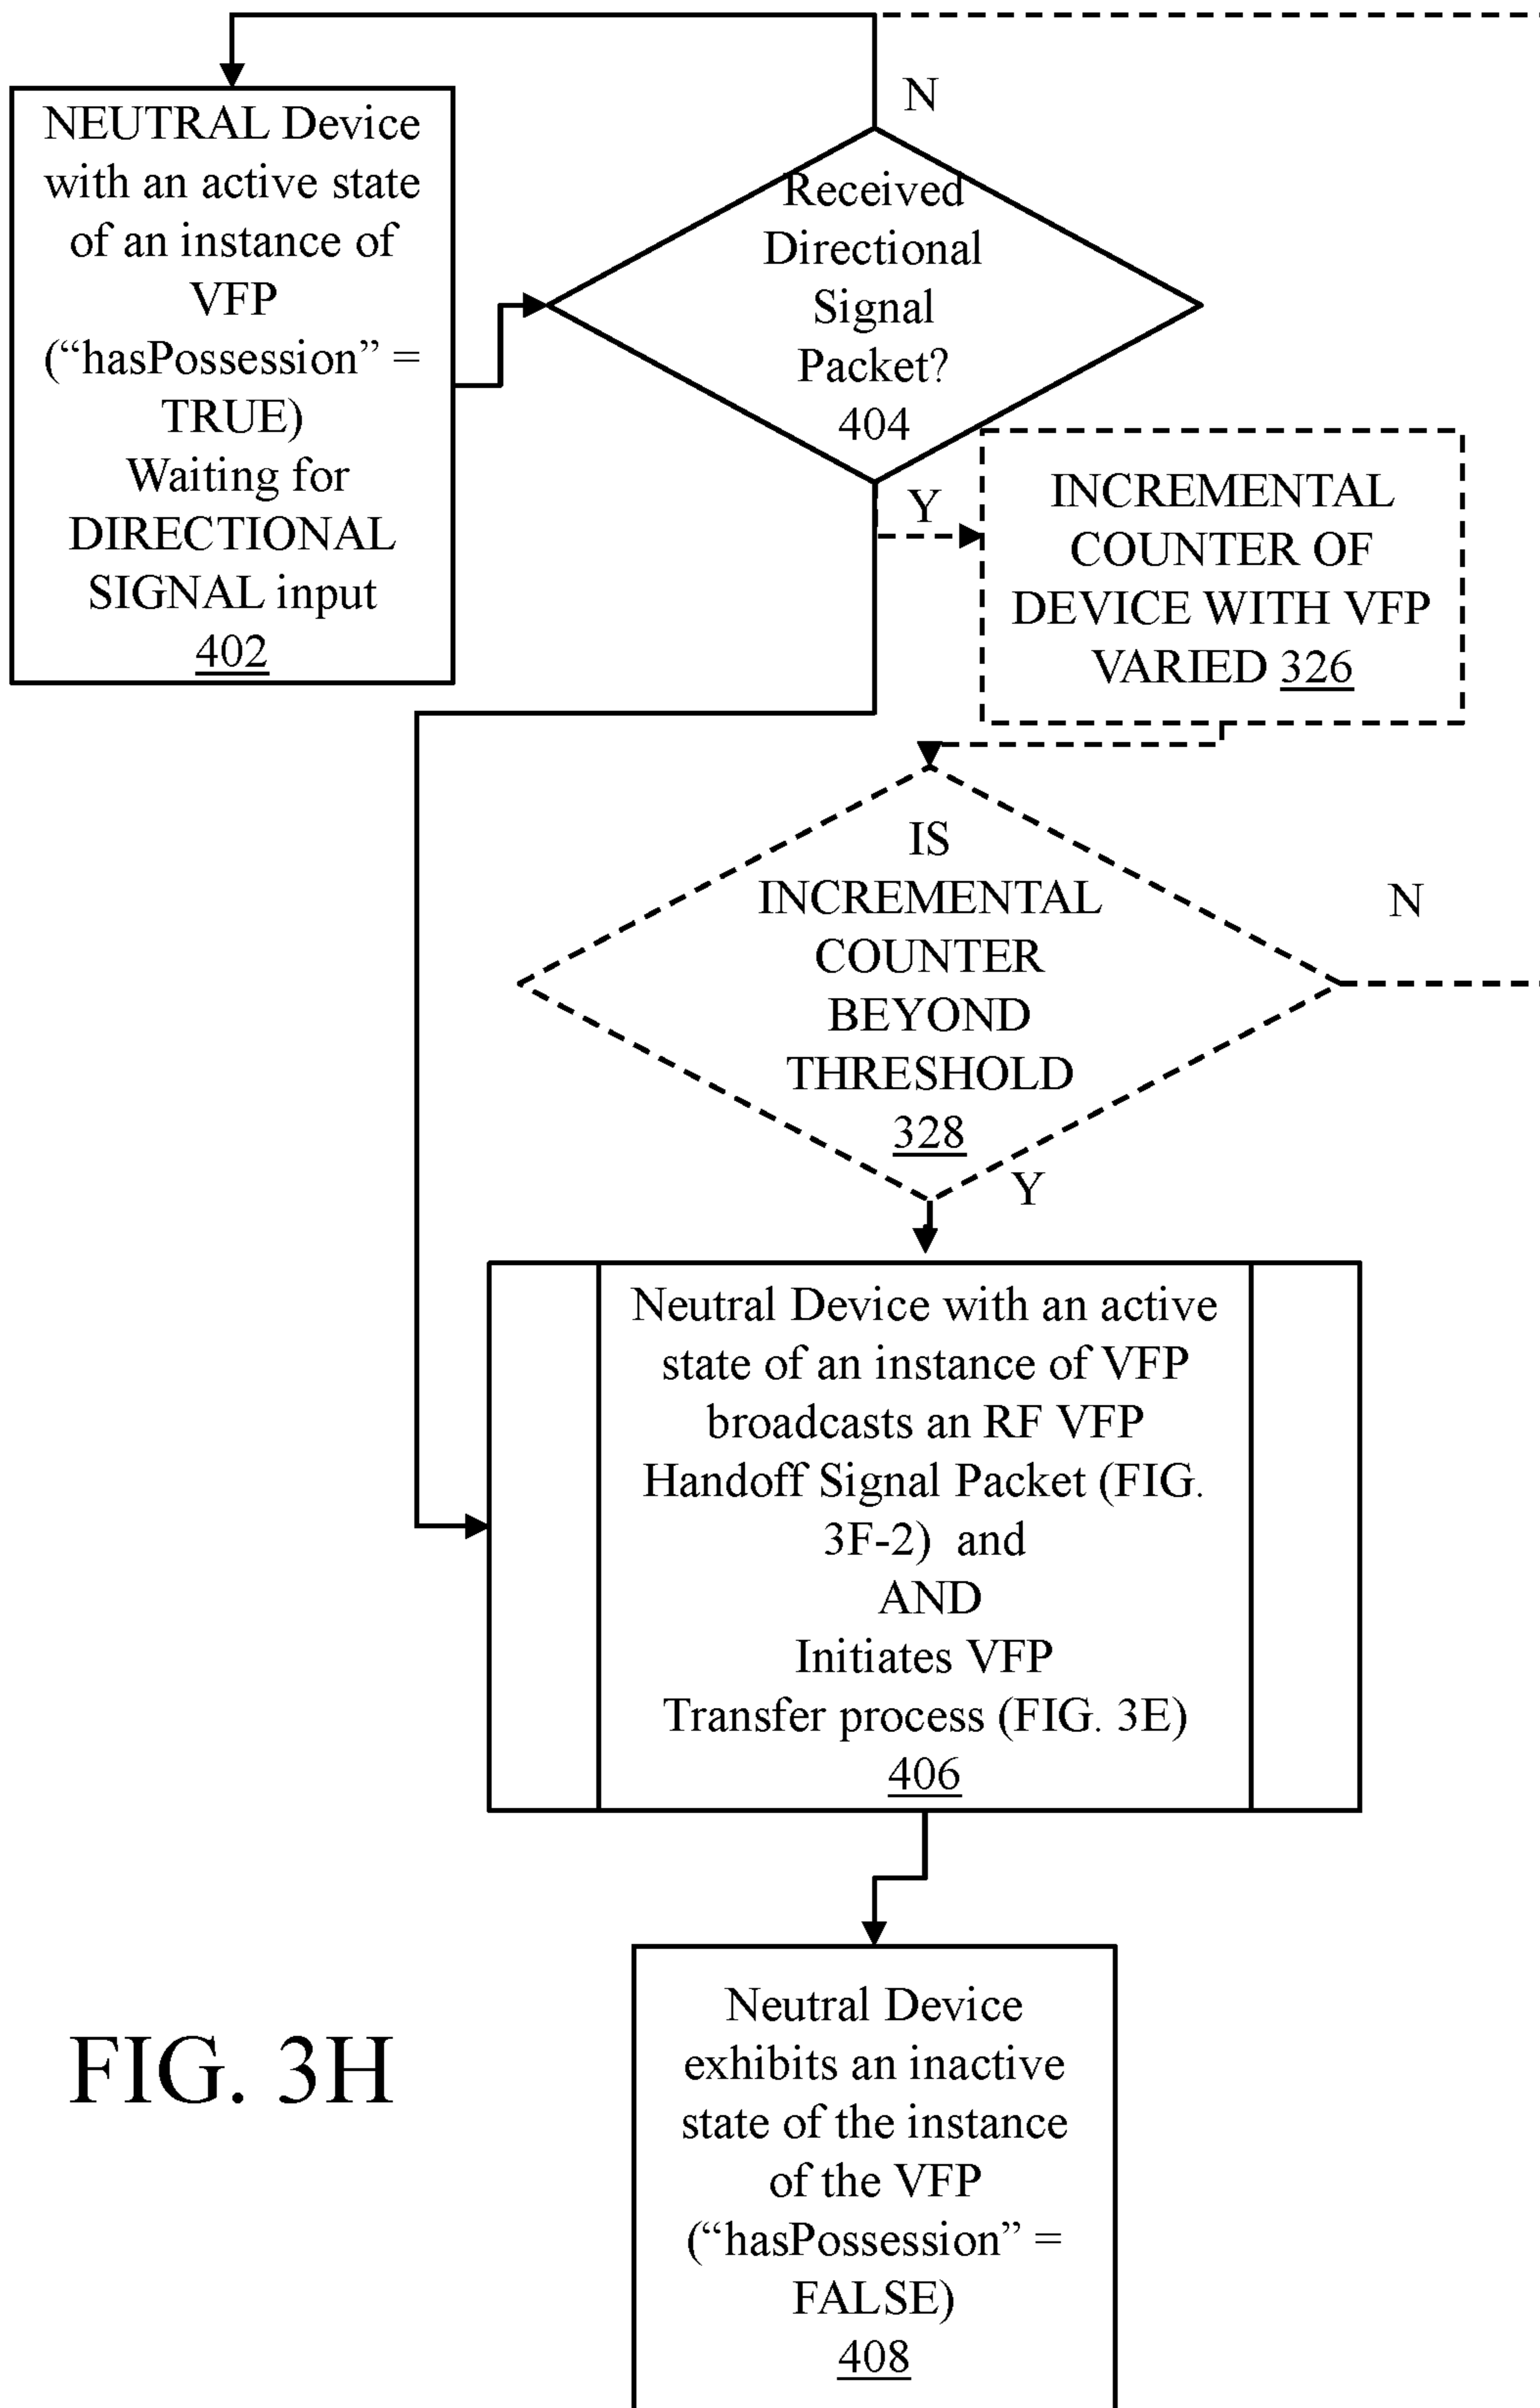 N
NEUTRAL Device
with an active state
of an instance of
VFP
(“hasPossession” =
TRUE)
Waiting for
DIRECTIONAL
SIGNAL input
402
Received
Directional
Signal
Packet?
404
Y
INCREMENTAL
COUNTER OF
DEVICE WITH VFP
VARIED 326
IS
INCREMENTAL
COUNTER
BEYOND
THRESHOLD
328
N
Y
Neutral Device with an active
state of an instance of VFP
broadcasts an RF VFP
Handoff Signal Packet (FIG.
3F-2) and
AND
Initiates VFP
Transfer process (FIG. 3E)
406
Neutral Device
exhibits an inactive
state of the instance
of the VFP
(“hasPossession” =
FALSE)
408
FIG. 3H